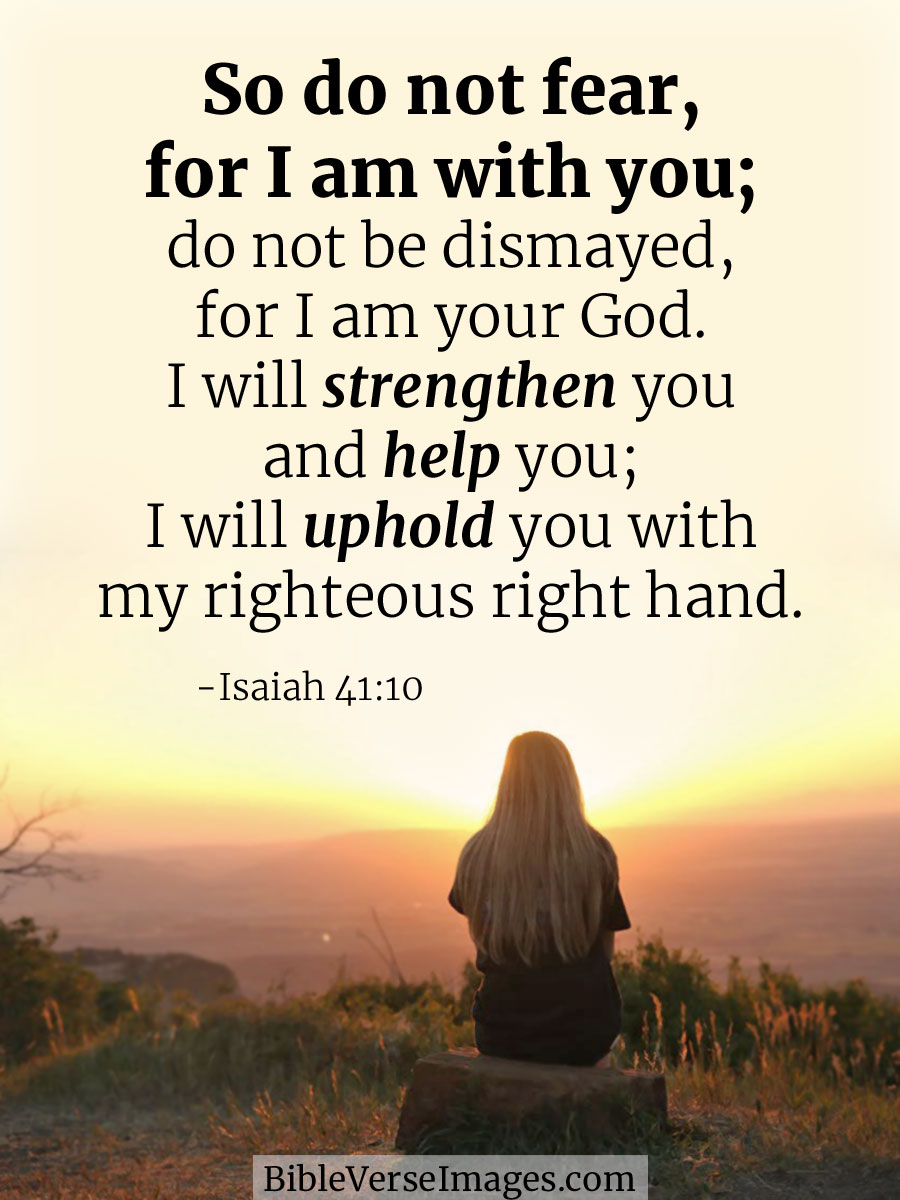 So do not fear,
for I am with you;
do not be dismayed,
for I am your God.
I will strengthen you
and help you;
I will uphold you with
my righteous right hand.
-Isaiah 41:10
BibleVerseImages.com